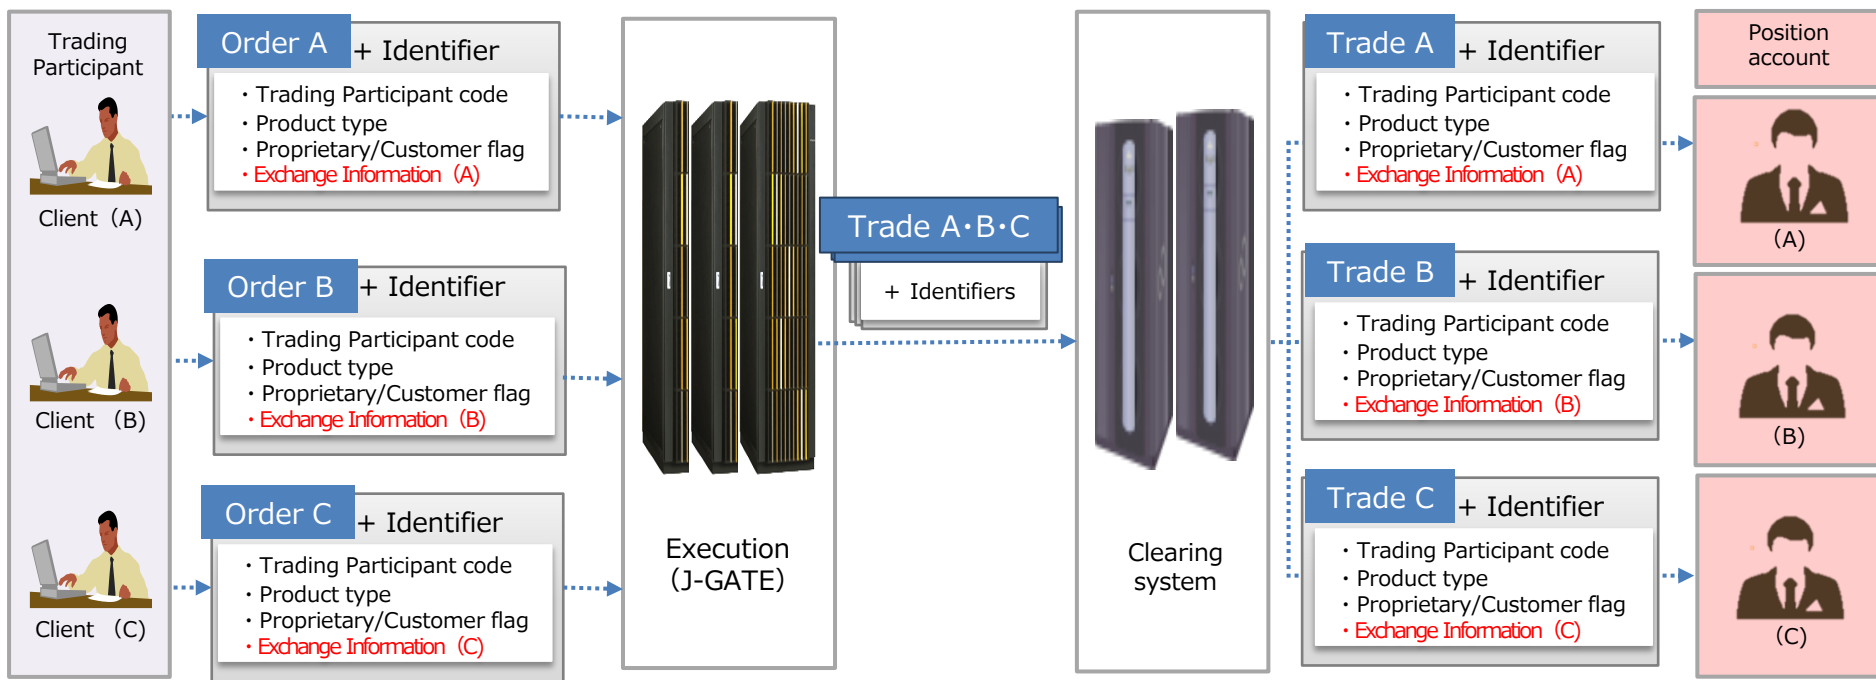 Trading
Participant
Client (A)
Client (B)
Client (C)
Order A + Identifier
・Trading Participant code
・Product type
・Proprietary/Customer flag
・Exchange Information (A)
Order B + Identifier
・Trading Participant code
・Product type
・Proprietary/Customer flag
・Exchange Information (B)
Order C + Identifier
・Trading Participant code
・Product type
・Proprietary/Customer flag
・Exchange Information (C)
Execution
(J-GATE)
Trade A・B・C
+ Identifiers
Clearing
system
Trade A + Identifier
・Trading Participant code
・Product type
・Proprietary/Customer flag
・Exchange Information (A)
Trade B + Identifier
・Trading Participant code
・Product type
・Proprietary/Customer flag
・Exchange Information (B)
Trade C + Identifier
・Trading Participant code
・Product type
・Proprietary/Customer flag
・Exchange Information (C)
Position
account
(A)
(B)
(C)